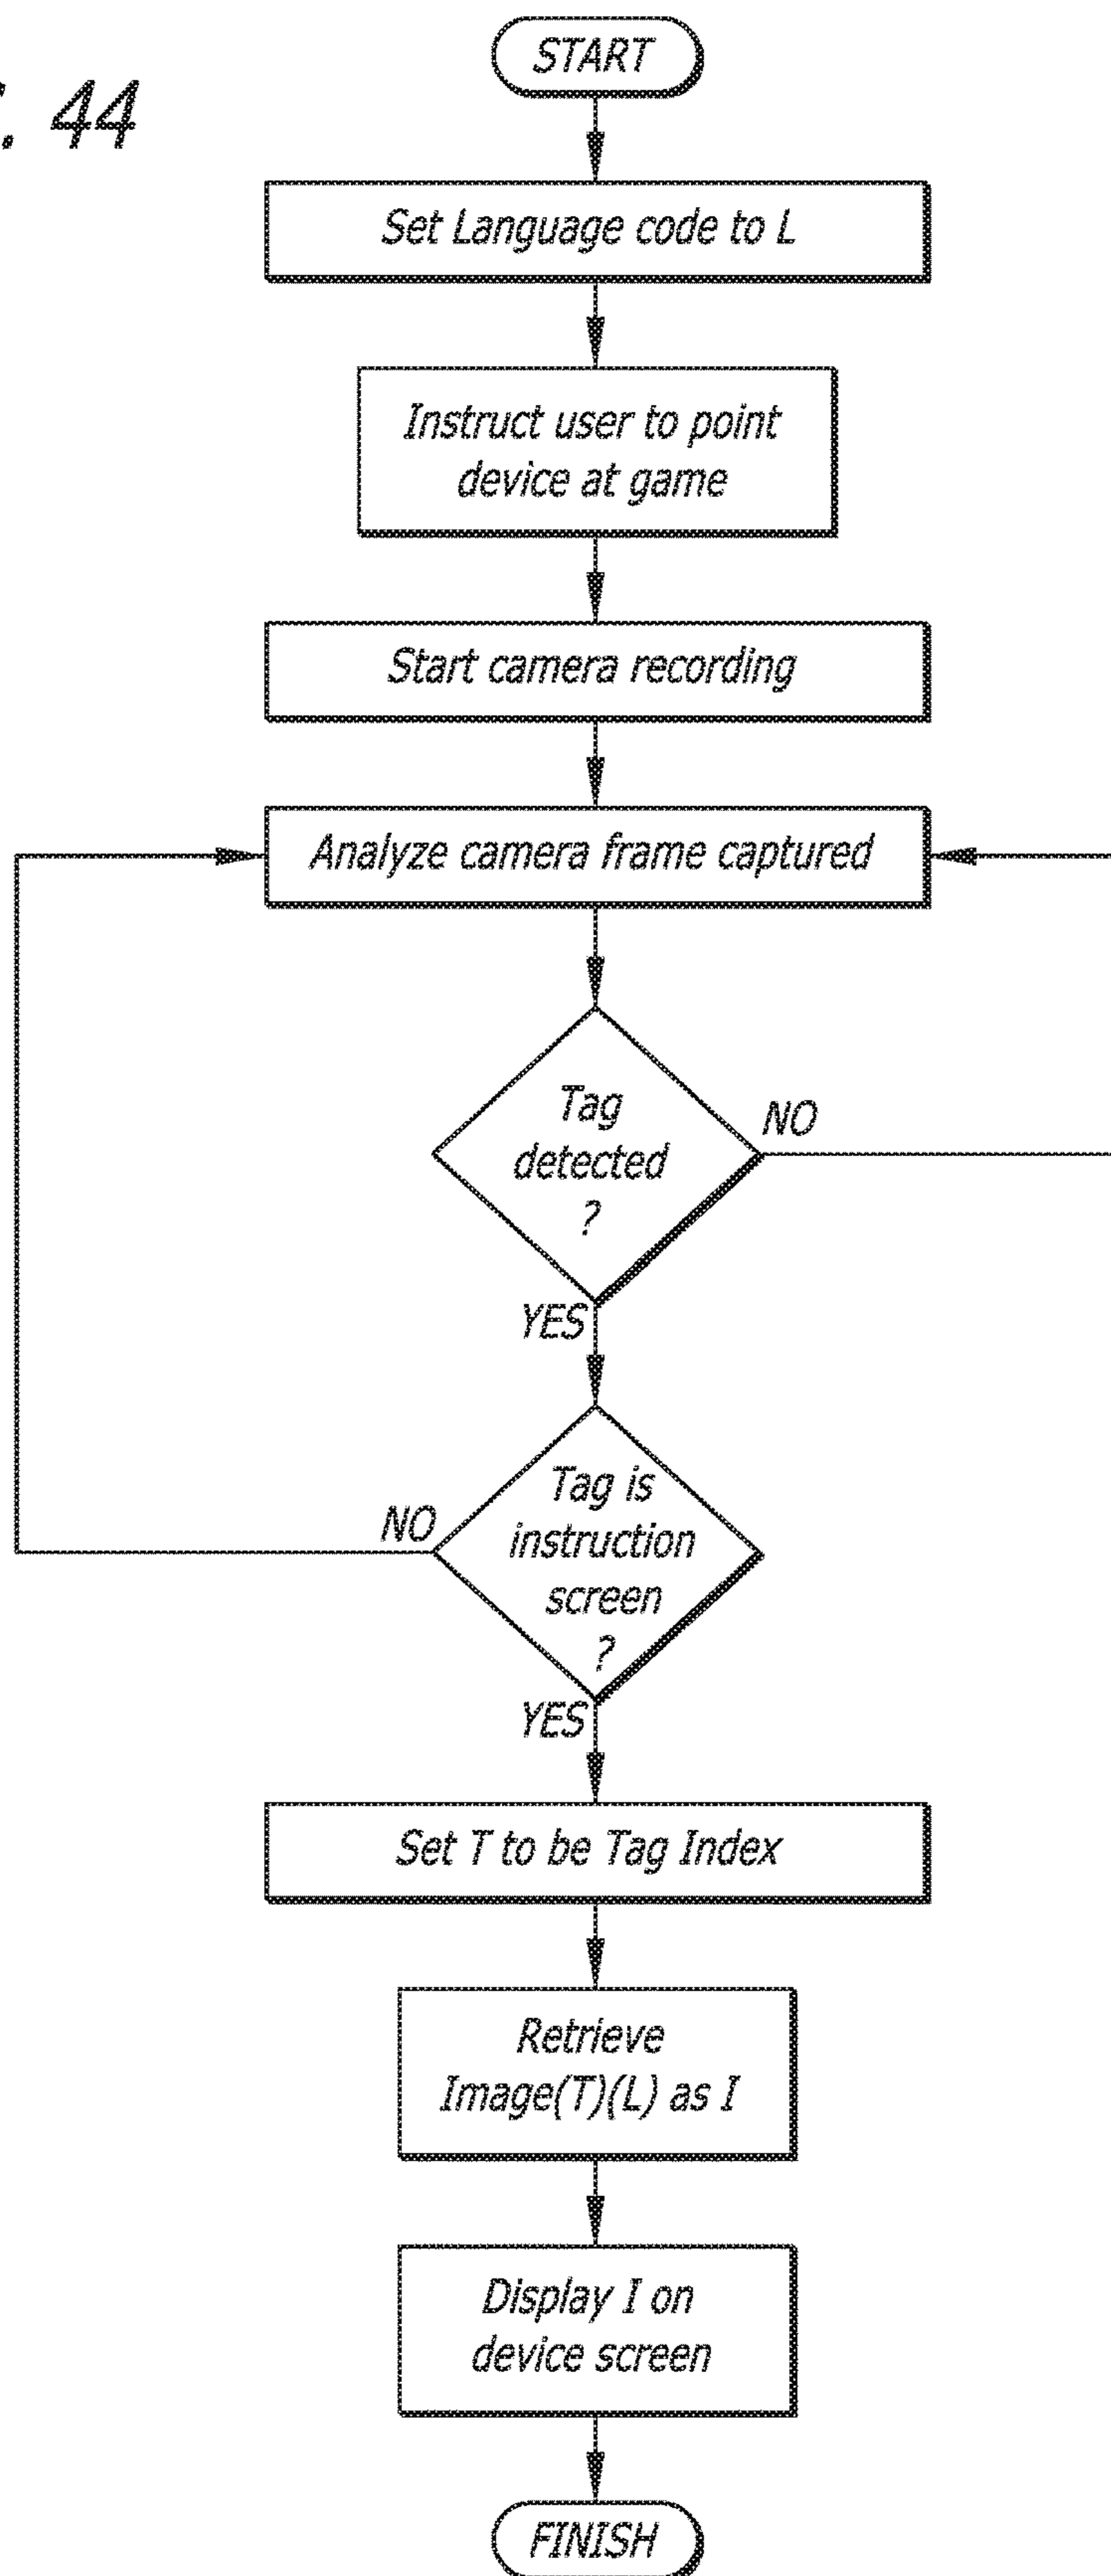 44
START
Set Language code to L
Instruct user to point
device at game
Start camera recording
Analyze camera frame captured
Tag
detected
?
NO
YES
Tag is
instruction
screen
?
NO
YES
Set T to be Tag Index
Retrieve
Image(T)(L) as I
Display I on
device screen
FINISH